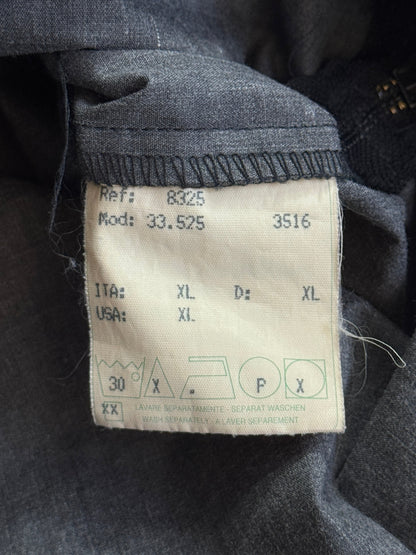 Ref: 8325
Mod: 33.525 3516
ITA: XL D: XL
USA: XL
30 X . P X
XX
LAVARE SEPARATAMENTE - SEPARAT WASCHEN
WASH SEPARATELY - A LAVER SEPAREMENT